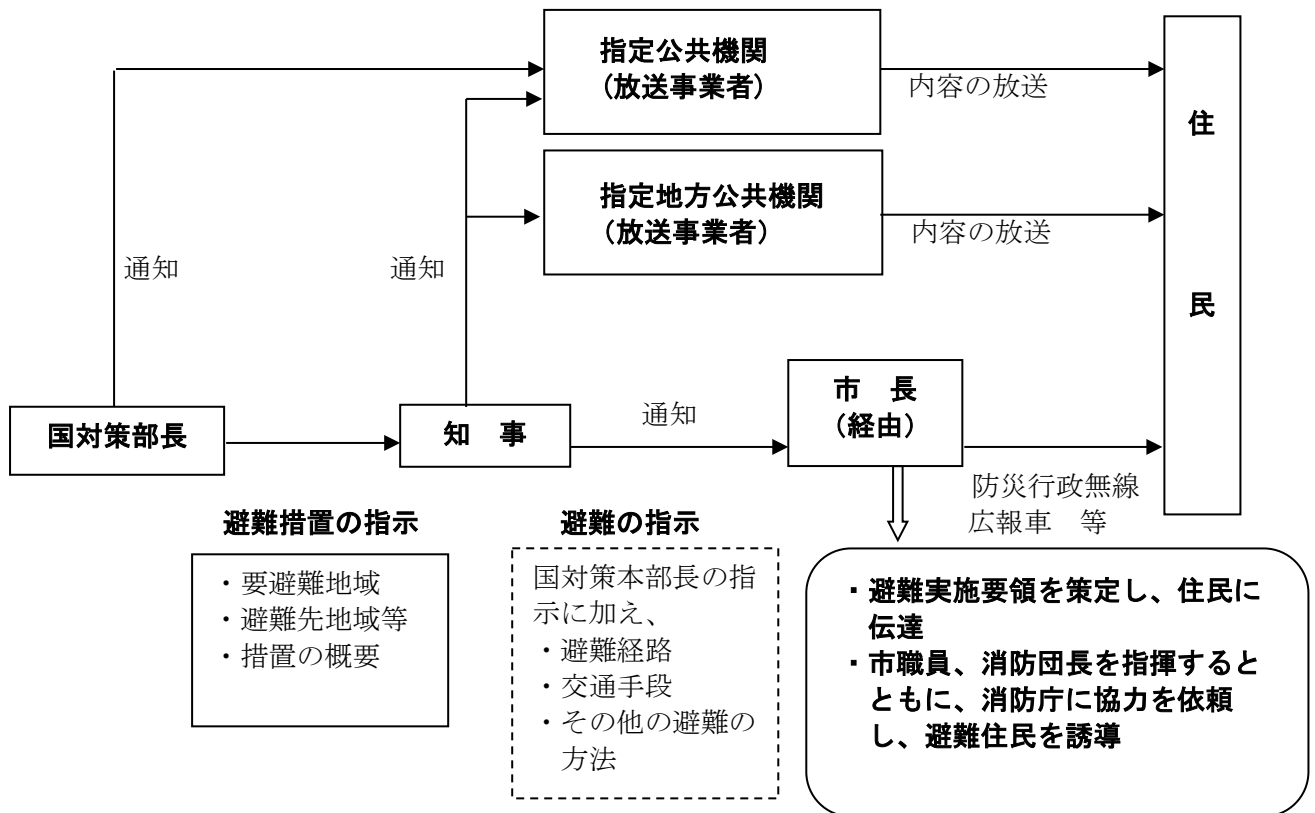 指定公共機関
(放送事業者)
内容の放送
住
民
指定地方公共機関
(放送事業者)
内容の放送
通知
通知
国対策部長
知　事
通知
市　長
(経由)
防災行政無線
広報車　等
避難措置の指示
・要避難地域
・避難先地域等
・措置の概要
避難の指示
国対策本部長の指
示に加え、
・避難経路
・交通手段
・その他の避難の
方法
・避難実施要領を策定し、住民に
伝達
・市職員、消防団長を指揮すると
ともに、消防庁に協力を依頼
し、避難住民を誘導